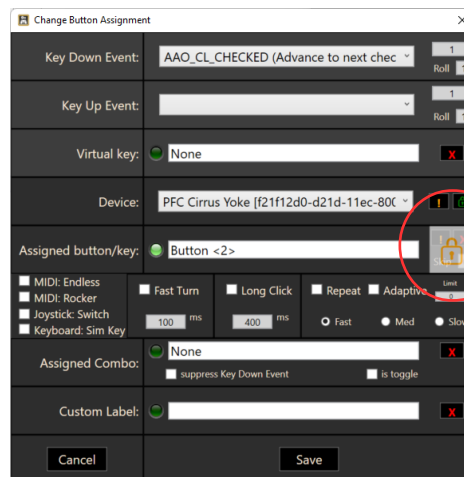 Change Button Assignment
Key Down Event: AAO_CL_CHECKED (Advance to next chec 1
Roll 1
Key Up Event: 1
Roll 1
Virtual key: None X
Device: PFC Cirrus Yoke [f21f12d0-d21d-11ec-800 !
Assigned button/key: Button <2>
MIDI: Endless
MIDI: Rocker
Joystick: Switch
Keyboard: Sim Key
Fast Turn Long Click Repeat Adaptive Limit
0
100 ms 400 ms Fast Med Slow
Assigned Combo: None X
suppress Key Down Event is toggle
Custom Label: X
Cancel Save